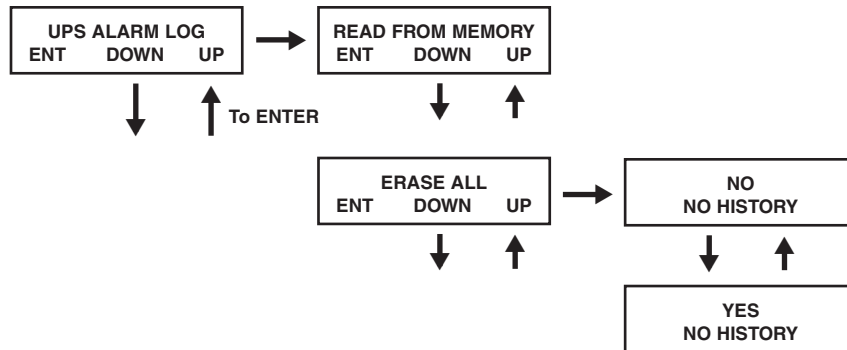 UPS ALARM LOG
ENT DOWN UP
To ENTER
READ FROM MEMORY
ENT DOWN UP
ERASE ALL
ENT DOWN UP
NO
NO HISTORY
YES
NO HISTORY